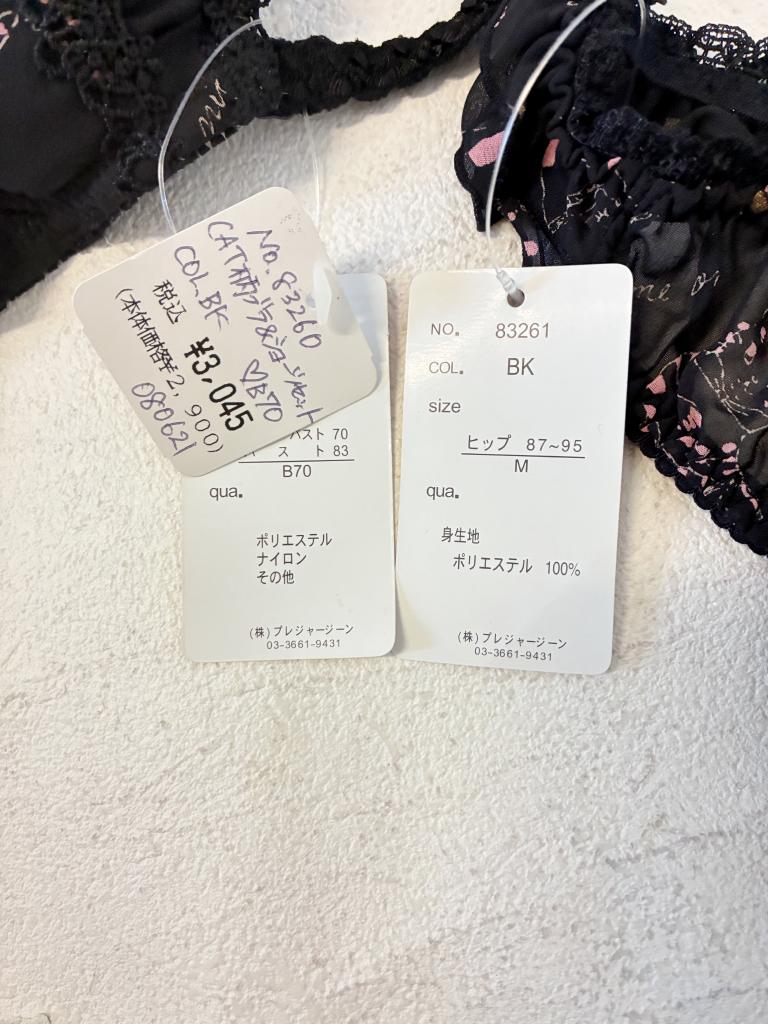 No. 83260
CAT柄ブラ&ショーツセット
COL.BK ♡B70
税込 ¥3,045
(本体価格¥2,900)
080621
バスト 70
バスト 83
B70
qua.
ポリエステル
ナイロン
その他
(株)プレジャージーン
03-3661-9431
NO. 83261
COL. BK
size
ヒップ 87~95
M
qua.
身生地
ポリエステル 100%
(株)プレジャージーン
03-3661-9431
me